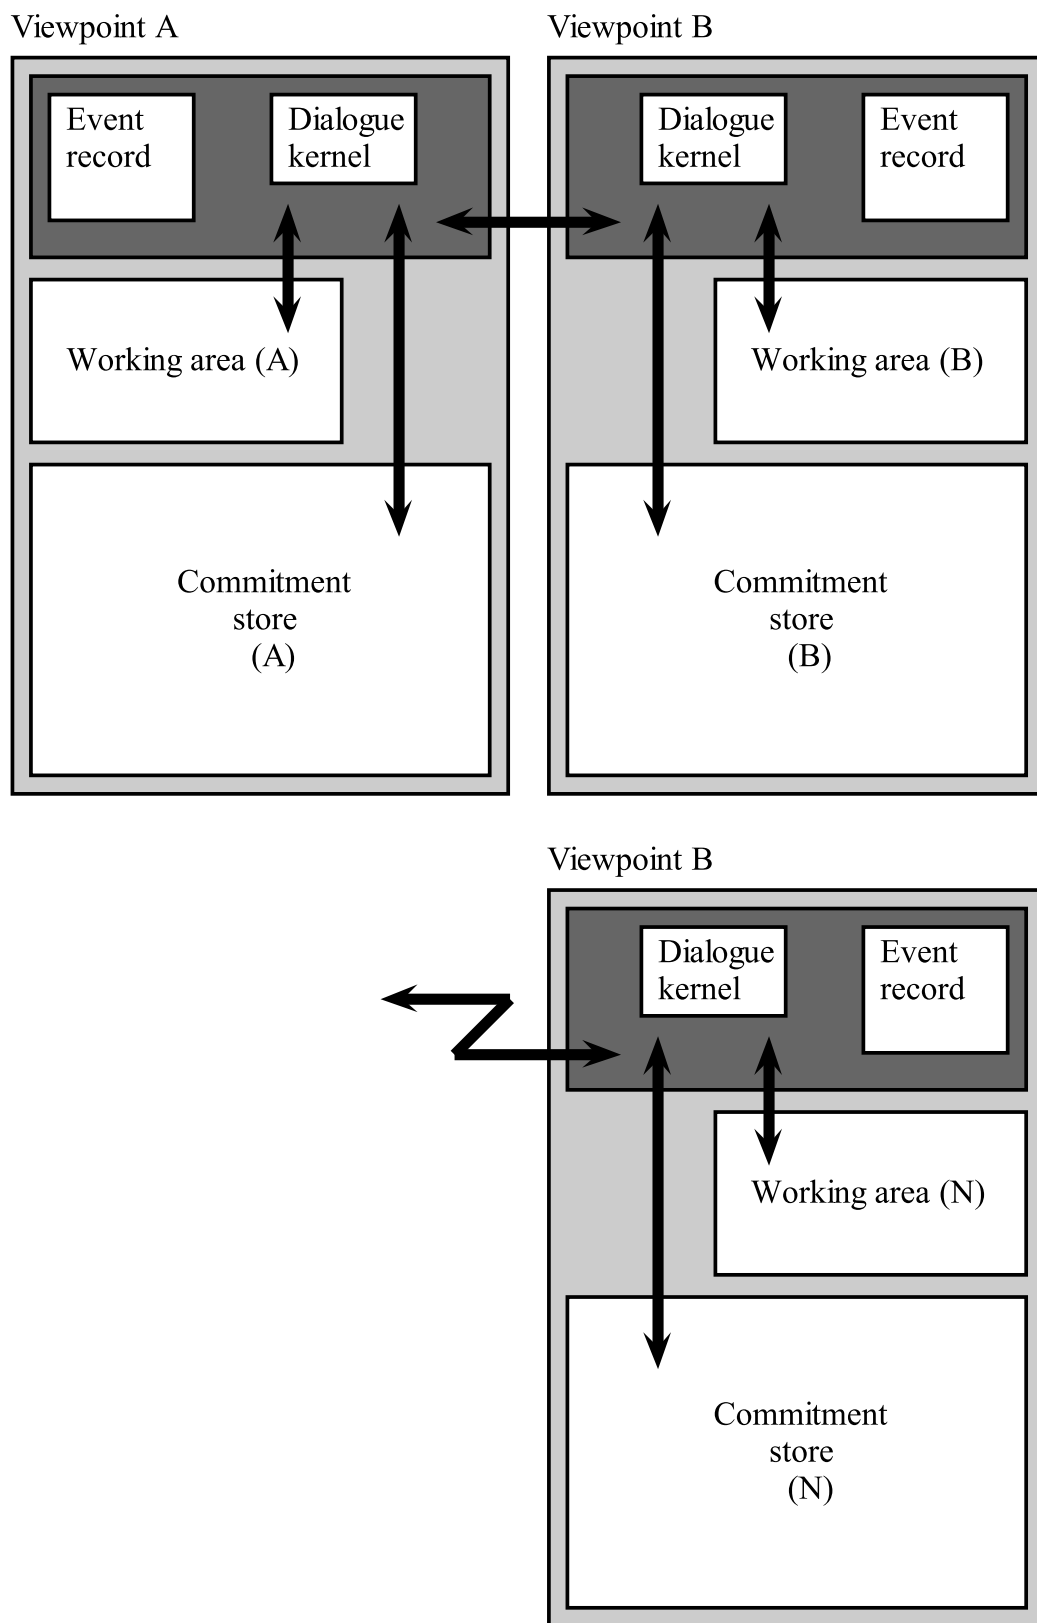 Viewpoint A
Event
record
Dialogue
kernel
Working area (A)
Commitment
store
(A)
Viewpoint B
Dialogue
kernel
Event
record
Working area (B)
Commitment
store
(B)
Viewpoint B
Dialogue
kernel
Event
record
Working area (N)
Commitment
store
(N)